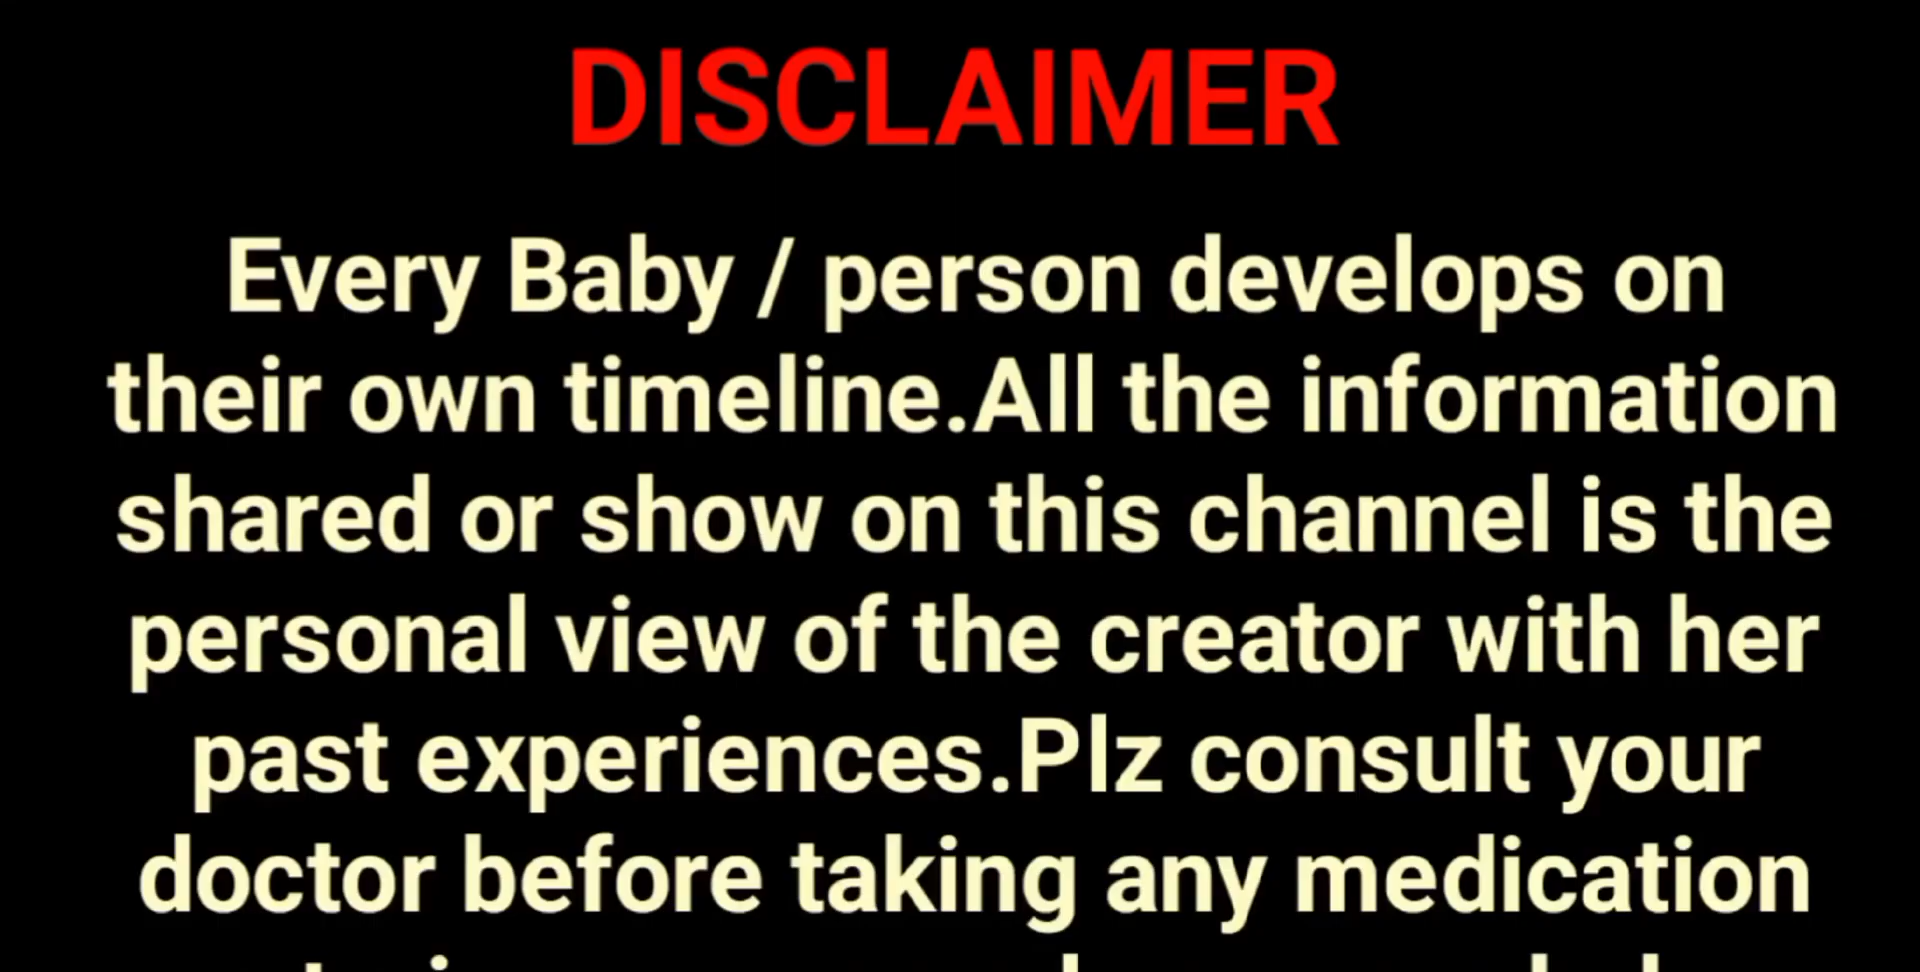 DISCLAIMER
Every Baby / person develops on
their own timeline.All the information
shared or show on this channel is the
personal view of the creator with her
past experiences.Plz consult your
doctor before taking any medication